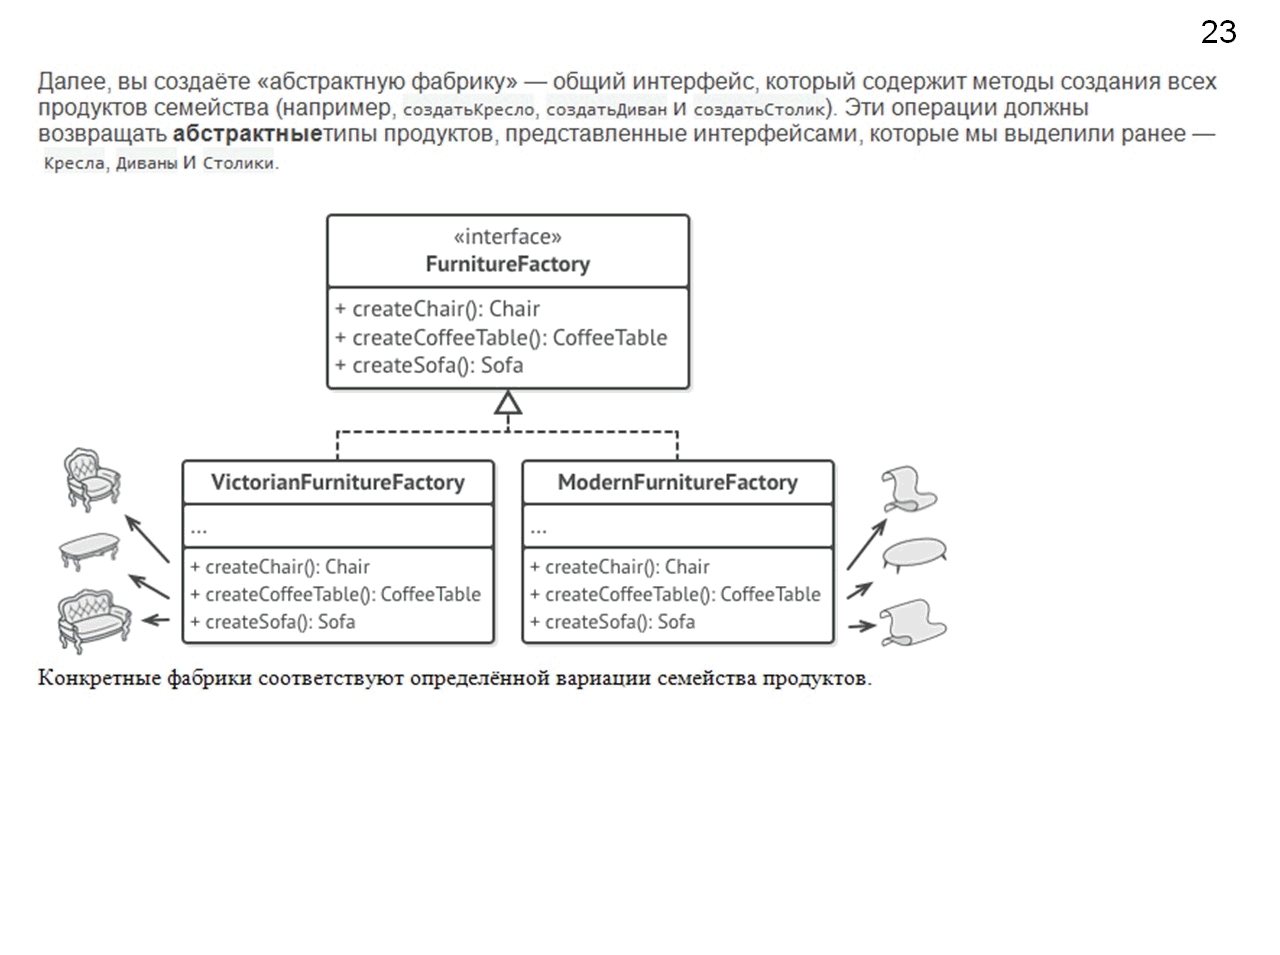 23
Далее, вы создаёте «абстрактную фабрику» — общий интерфейс, который содержит методы создания всех
продуктов семейства (например, создатьКресло, создатьДиван и создатьСтолик). Эти операции должны
возвращать абстрактныетипы продуктов, представленные интерфейсами, которые мы выделили ранее —
Кресла, Диваны и Столики.
«interface»
FurnitureFactory
+ createChair(): Chair
+ createCoffeeTable(): CoffeeTable
+ createSofa(): Sofa
VictorianFurnitureFactory
...
+ createChair(): Chair
+ createCoffeeTable(): CoffeeTable
+ createSofa(): Sofa
ModernFurnitureFactory
...
+ createChair(): Chair
+ createCoffeeTable(): CoffeeTable
+ createSofa(): Sofa
Конкретные фабрики соответствуют определённой вариации семейства продуктов.